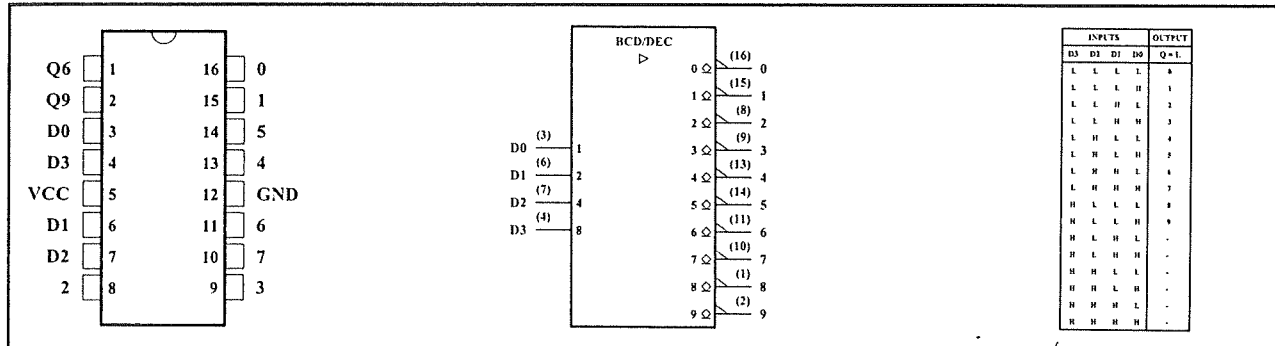 Q6 1 16 0
Q9 2 15 1
D0 3 14 5
D3 4 13 4
VCC 5 12 GND
D1 6 11 6
D2 7 10 7
2 8 9 3
BCD/DEC
0 (16) 0
1 (15) 1
2 (8) 2
3 (9) 3
4 (13) 4
5 (14) 5
6 (11) 6
7 (10) 7
8 (1) 8
9 (2) 9
D0 (3) 1
D1 (6) 2
D2 (7) 4
D3 (4) 8
INPUTS OUTPUT
D3 D2 D1 D0 Q = L
L L L L 0
L L L H 1
L L H L 2
L L H H 3
L H L L 4
L H L H 5
L H H L 6
L H H H 7
H L L L 8
H L L H 9
H L H L -
H L H H -
H H L L -
H H L H -
H H H L -
H H H H -